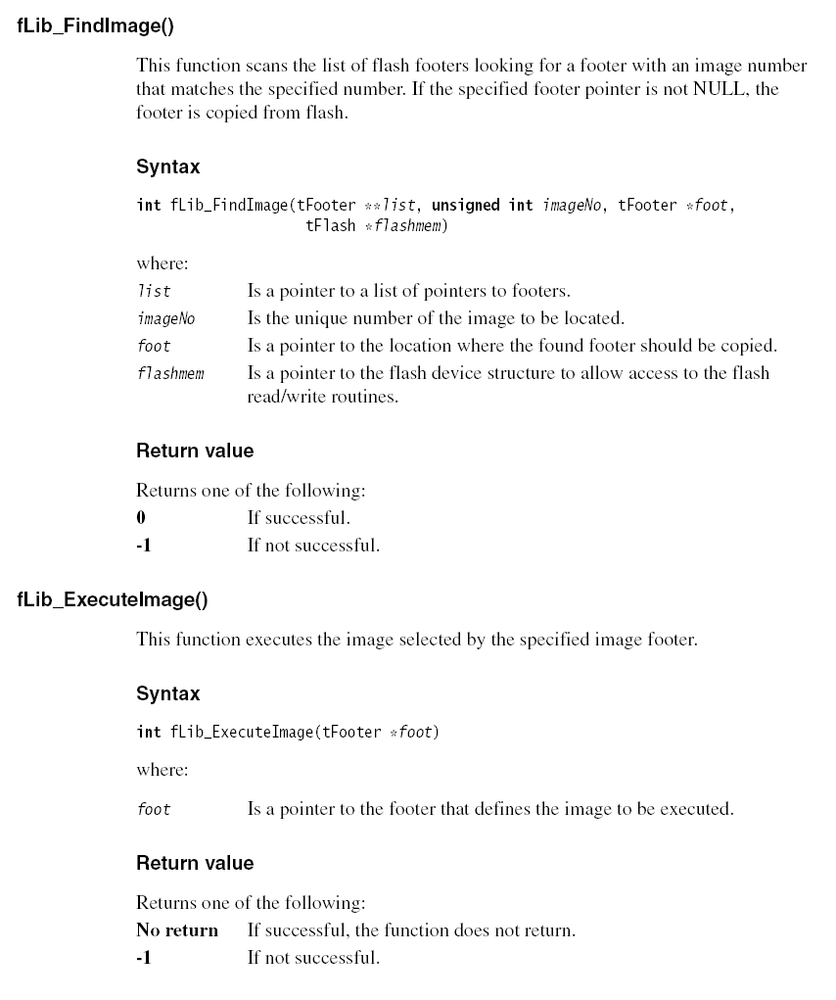 fLib_FindImage()
This function scans the list of flash footers looking for a footer with an image number
that matches the specified number. If the specified footer pointer is not NULL, the
footer is copied from flash.
Syntax
int fLib_FindImage(tFooter **list, unsigned int imageNo, tFooter *foot,
tFlash *flashmem)
where:
list Is a pointer to a list of pointers to footers.
imageNo Is the unique number of the image to be located.
foot Is a pointer to the location where the found footer should be copied.
flashmem Is a pointer to the flash device structure to allow access to the flash
read/write routines.
Return value
Returns one of the following:
0 If successful.
-1 If not successful.
fLib_ExecuteImage()
This function executes the image selected by the specified image footer.
Syntax
int fLib_ExecuteImage(tFooter *foot)
where:
foot Is a pointer to the footer that defines the image to be executed.
Return value
Returns one of the following:
No return If successful, the function does not return.
-1 If not successful.